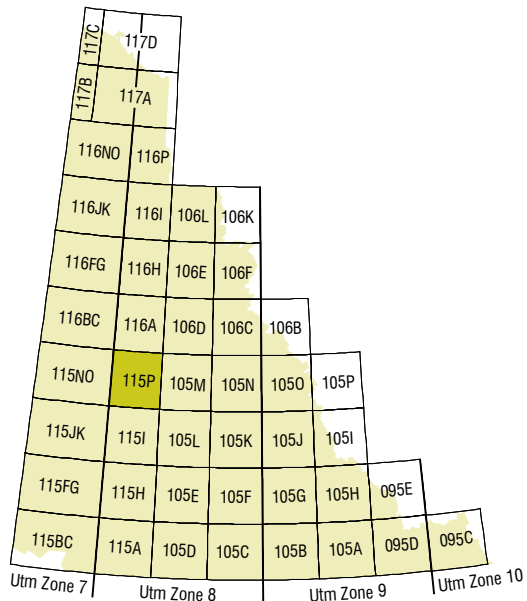 117C 117D
117B 117A
116NO 116P
116JK 116I 106L 106K
116FG 116H 106E 106F
116BC 116A 106D 106C 106B
115NO 115P 105M 105N 105O 105P
115JK 115I 105L 105K 105J 105I
115FG 115H 105E 105F 105G 105H 095E
115BC 115A 105D 105C 105B 105A 095D 095C
Utm Zone 7 Utm Zone 8 Utm Zone 9 Utm Zone 10